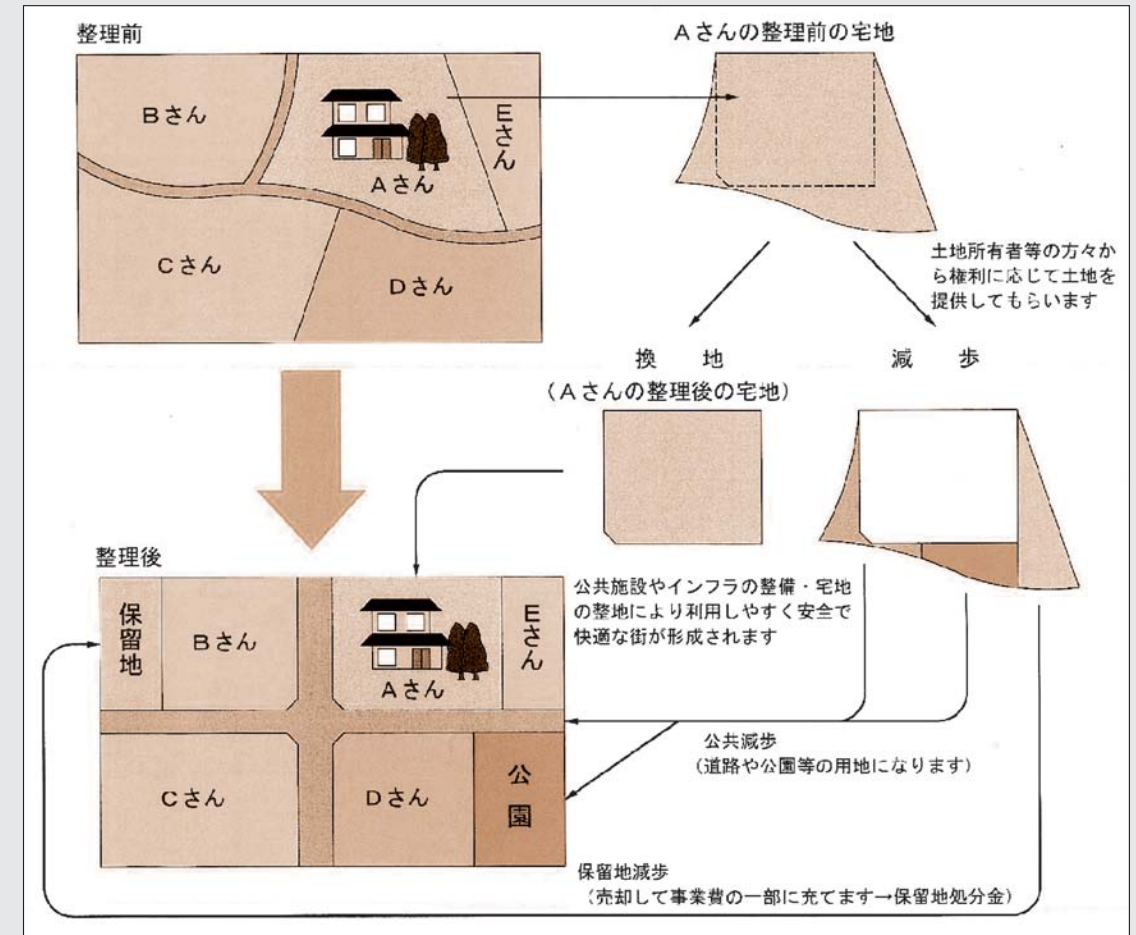 整理前
Bさん
Aさん
Eさん
Cさん
Dさん
Aさんの整理前の宅地
土地所有者等の方々か
ら権利に応じて土地を
提供してもらいます
換　地
(Aさんの整理後の宅地)
減　歩
整理後
保留地
Bさん
Aさん
Eさん
Cさん
Dさん
公園
公共施設やインフラの整備・宅地
の整地により利用しやすく安全で
快適な街が形成されます
公共減歩
(道路や公園等の用地になります)
保留地減歩
(売却して事業費の一部に充てます→保留地処分金)